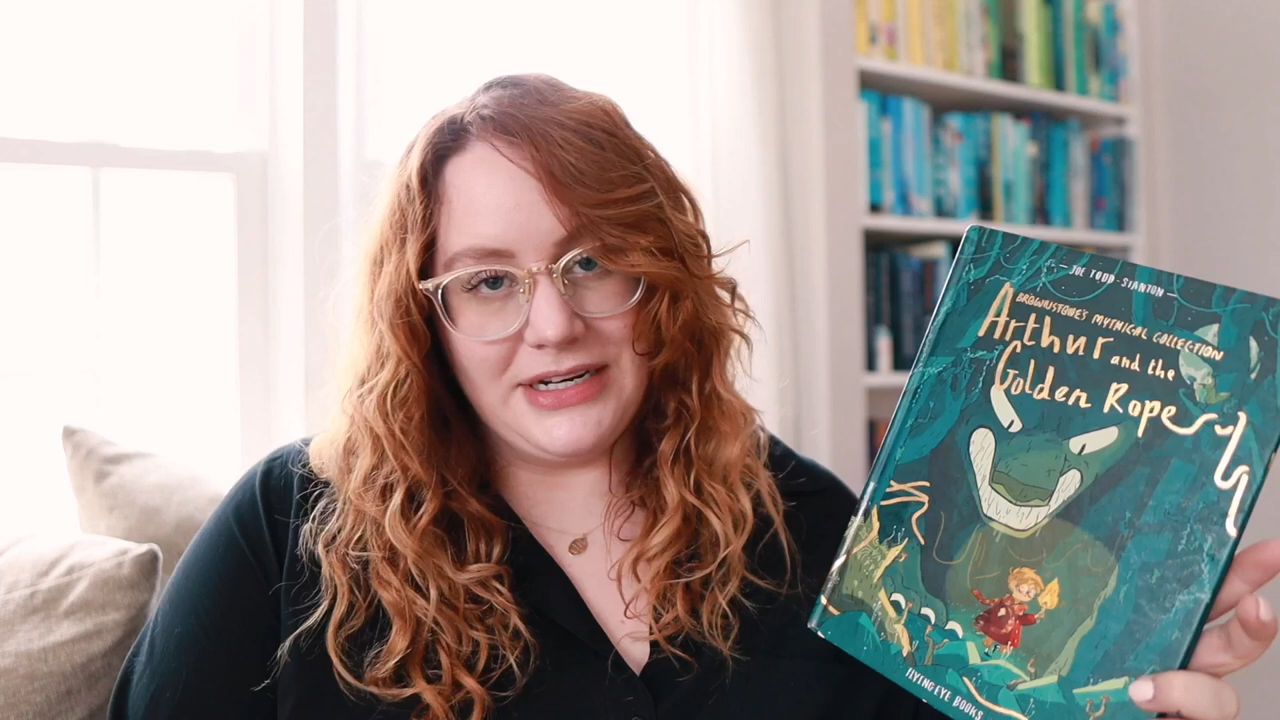 JOE TODD-STANTON
BROWNSTONE'S MYTHICAL COLLECTION
Arthur and the
Golden Rope
FLYING EYE BOOKS